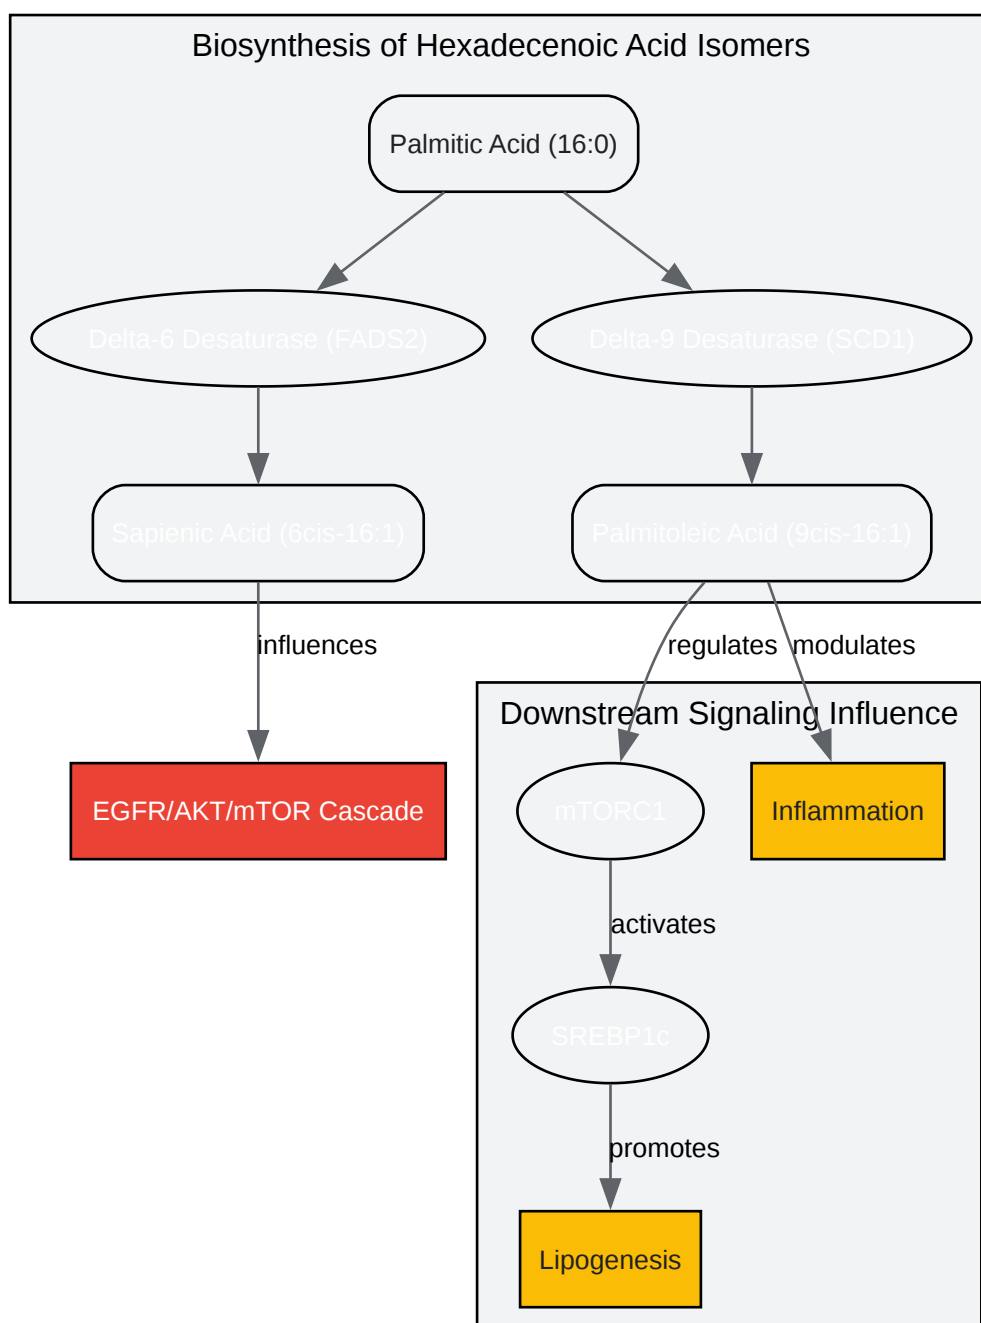 Biosynthesis of Hexadecenoic Acid Isomers
Palmitic Acid (16:0)
Delta-6 Desaturase (FADS2)
Delta-9 Desaturase (SCD1)
Sapienic Acid (6cis-16:1)
Palmitoleic Acid (9cis-16:1)
influences
regulates
modulates
Downstream Signaling Influence
EGFR/AKT/mTOR Cascade
mTORC1
Inflammation
activates
SREBP1c
promotes
Lipogenesis